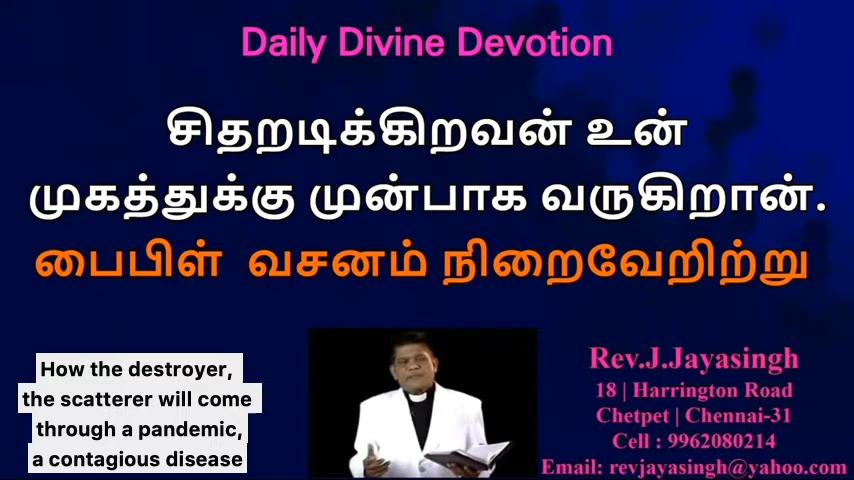 Daily Divine Devotion
சிதறடிக்கிறவன் உன்
முகத்துக்கு முன்பாக வருகிறான்.
பைபிள் வசனம் நிறைவேறிற்று
How the destroyer,
the scatterer will come
through a pandemic,
a contagious disease
Rev.J.Jayasingh
18 | Harrington Road
Chetpet | Chennai-31
Cell : 9962080214
Email: revjayasingh@yahoo.com